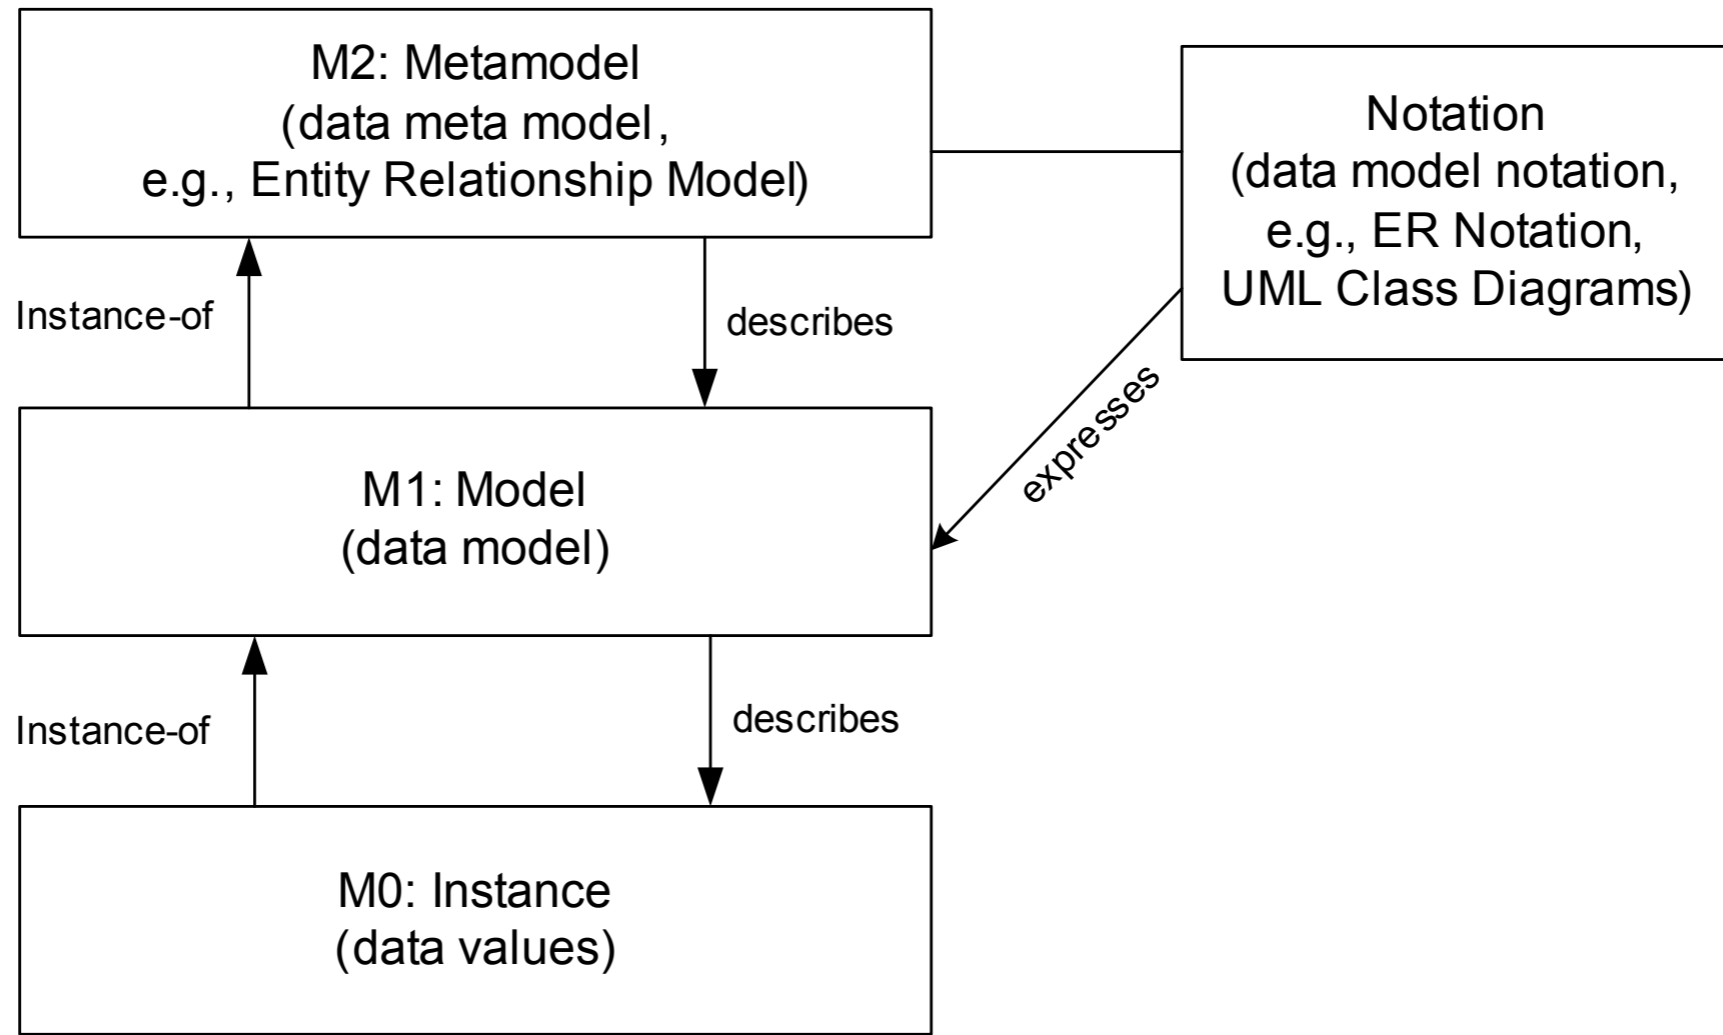 M2: Metamodel
(data meta model,
e.g., Entity Relationship Model)
Notation
(data model notation,
e.g., ER Notation,
UML Class Diagrams)
Instance-of
describes
expresses
M1: Model
(data model)
Instance-of
describes
M0: Instance
(data values)